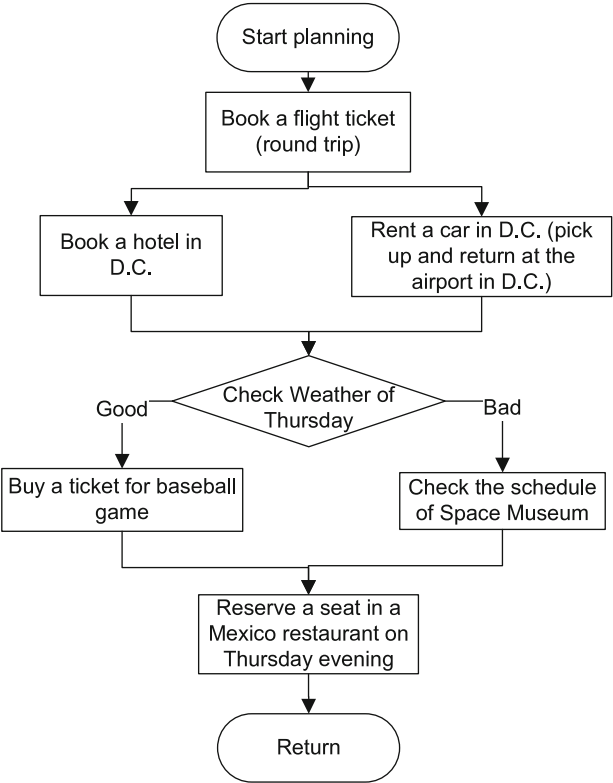 Start planning
Book a flight ticket
(round trip)
Book a hotel in
D.C.
Rent a car in D.C. (pick
up and return at the
airport in D.C.)
Check Weather of
Thursday
Good
Bad
Buy a ticket for baseball
game
Check the schedule
of Space Museum
Reserve a seat in a
Mexico restaurant on
Thursday evening
Return